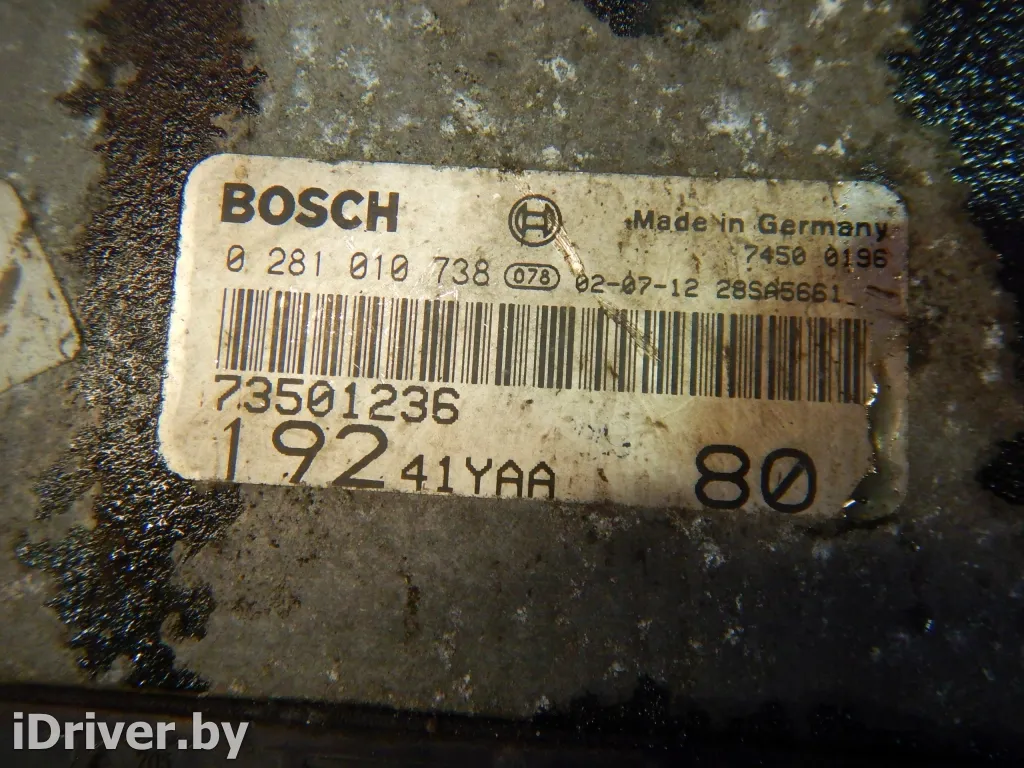 BOSCH
Made in Germany
7450 0196
0 281 010 738 078 02-07-12 28SA5661
73501236
192 41YAA 80
iDriver.by